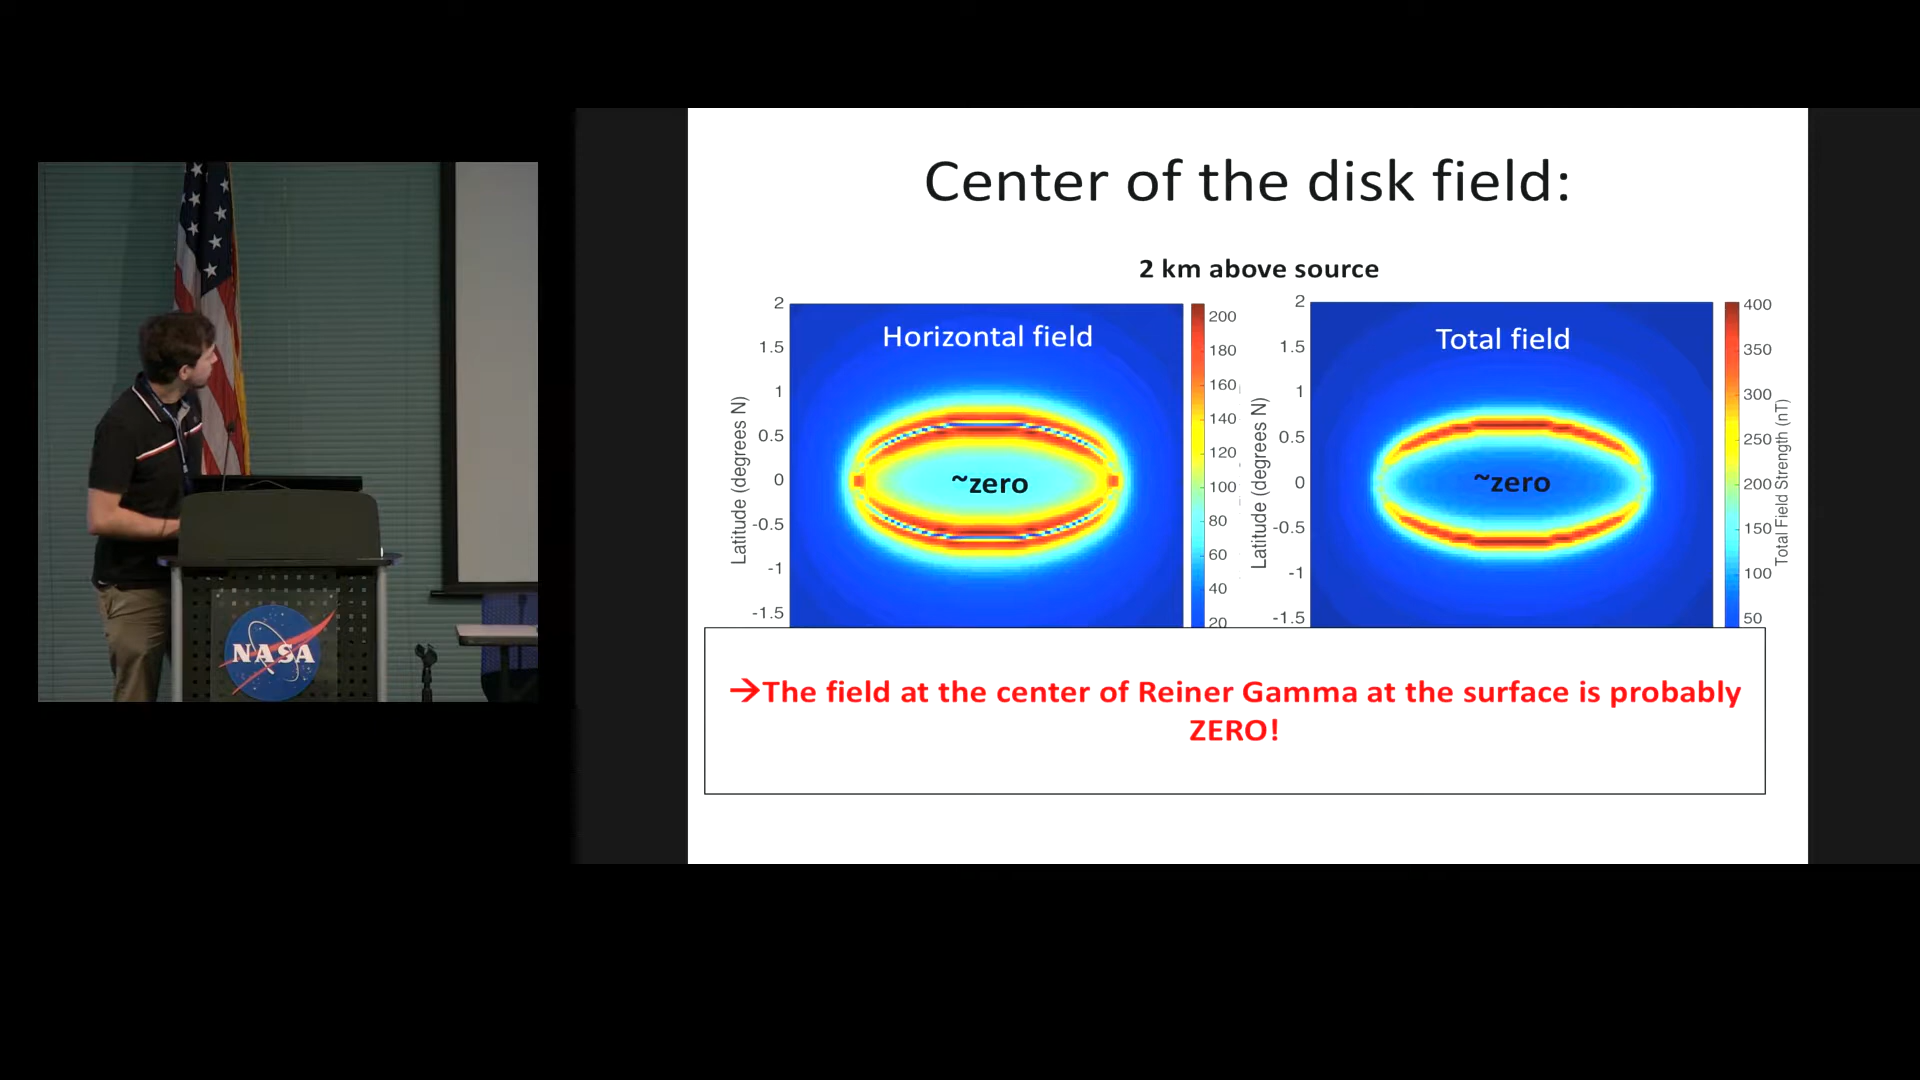 Center of the disk field:
2 km above source
Horizontal field
Latitude (degrees N)
2
1.5
1
0.5
0
-0.5
-1
-1.5
~zero
200
180
160
140
120
100
80
60
40
20
Total field
Latitude (degrees N)
2
1.5
1
0.5
0
-0.5
-1
-1.5
~zero
400
350
300
250
200
150
100
50
Total Field Strength (nT)
→The field at the center of Reiner Gamma at the surface is probably
ZERO!
NASA